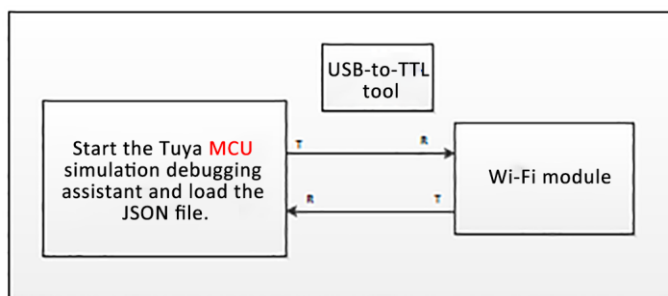 USB-to-TTL
tool
Start the Tuya MCU
simulation debugging
assistant and load the
JSON file.
T R
R T
Wi-Fi module